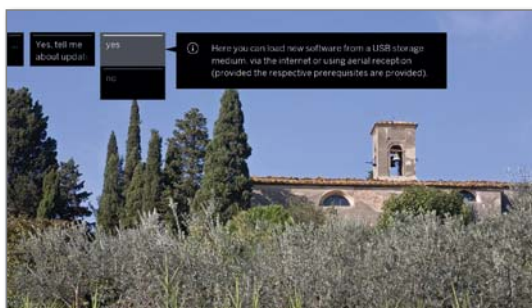 Yes, tell me
yes
Here you can load new software from a USB storage
about updat
medium, via the internet or using aerial reception
(provided the respective prerequisites are provided).
no